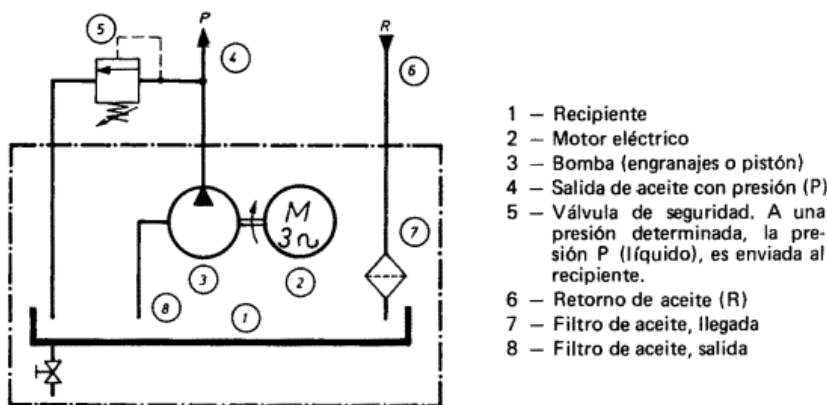 P
R
5
4
6
M
3~
7
3
2
8
1
1 — Recipiente
2 — Motor eléctrico
3 — Bomba (engranajes o pistón)
4 — Salida de aceite con presión (P)
5 — Válvula de seguridad. A una
presión determinada, la pre-
sión P (líquido), es enviada al
recipiente.
6 — Retorno de aceite (R)
7 — Filtro de aceite, llegada
8 — Filtro de aceite, salida